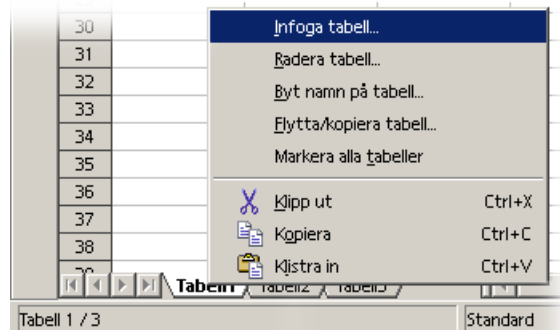 30
Infoga tabell...
31
Radera tabell...
32
Byt namn på tabell...
33
Flytta/kopiera tabell...
34
35
Markera alla tabeller
36
Klipp ut Ctrl+X
37
Kopiera Ctrl+C
38
Klistra in Ctrl+V
Tabell1 Tabell2 Tabell3
Tabell 1 / 3 Standard